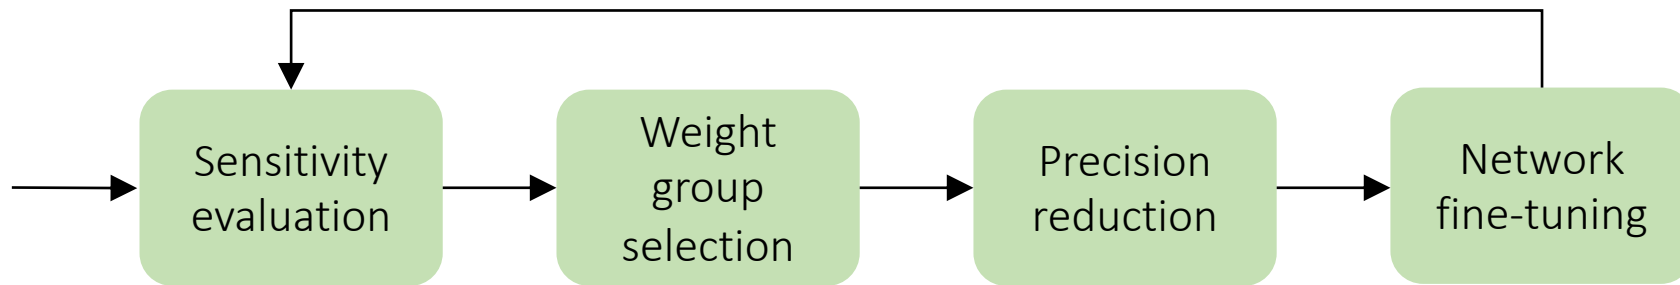 Sensitivity
evaluation
Weight
group
selection
Precision
reduction
Network
fine-tuning